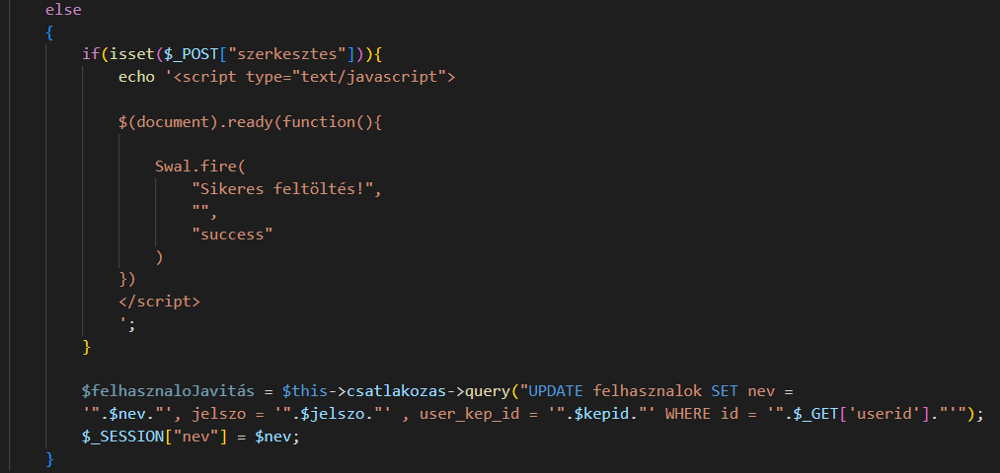 else
{
if(isset($_POST["szerkesztes"])){
echo '<script type="text/javascript">
$(document).ready(function(){
Swal.fire(
"Sikeres feltöltés!",
"",
"success"
)
})
</script>
';
}
$felhasznaloJavitás = $this->csatlakozas->query("UPDATE felhasznalok SET nev =
'".$nev."', jelszo = '".$jelszo."' , user_kep_id = '".$kepid."' WHERE id = '".$_GET['userid']."'");
$_SESSION["nev"] = $nev;
}